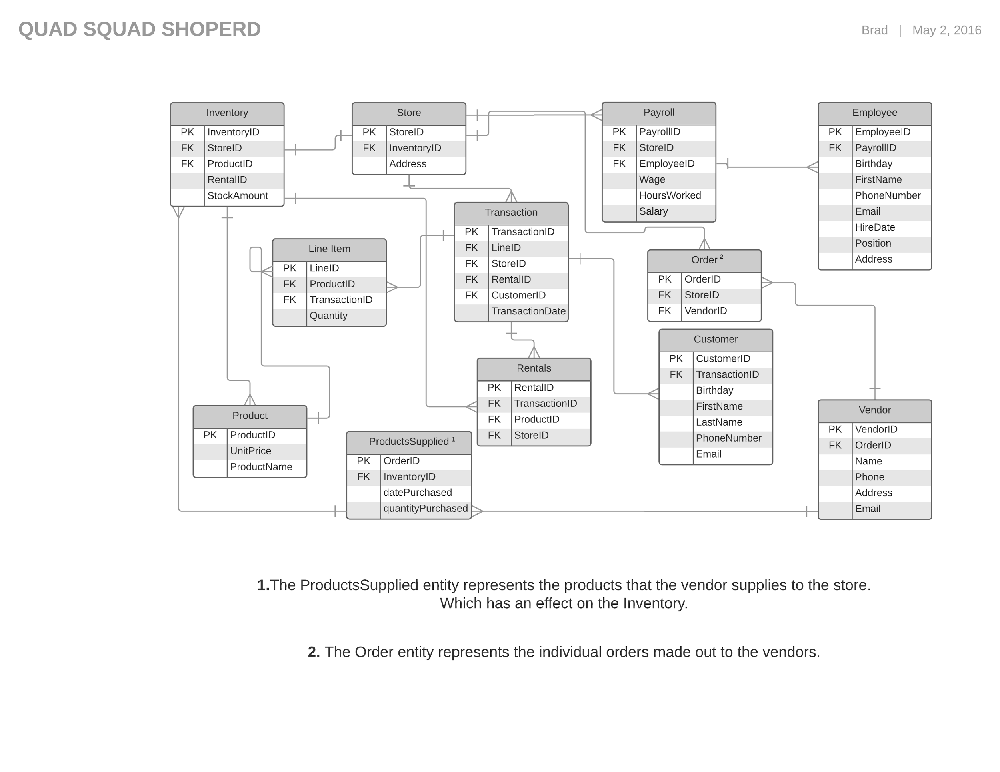 QUAD SQUAD SHOPERD
Brad | May 2, 2016
Inventory
PK InventoryID
FK StoreID
FK ProductID
RentalID
StockAmount
Store
PK StoreID
FK InventoryID
Address
Payroll
PK PayrollID
FK StoreID
FK EmployeeID
Wage
HoursWorked
Salary
Employee
PK EmployeeID
FK PayrollID
Birthday
FirstName
PhoneNumber
Email
HireDate
Position
Address
Transaction
PK TransactionID
FK LineID
FK StoreID
FK RentalID
FK CustomerID
TransactionDate
Line Item
PK LineID
FK ProductID
FK TransactionID
Quantity
Order 2
PK OrderID
FK StoreID
FK VendorID
Customer
PK CustomerID
FK TransactionID
Birthday
FirstName
LastName
PhoneNumber
Email
Rentals
PK RentalID
FK TransactionID
FK ProductID
FK StoreID
Product
PK ProductID
UnitPrice
ProductName
ProductsSupplied 1
PK OrderID
FK InventoryID
datePurchased
quantityPurchased
Vendor
PK VendorID
FK OrderID
Name
Phone
Address
Email
1.The ProductsSupplied entity represents the products that the vendor supplies to the store.
Which has an effect on the Inventory.
2. The Order entity represents the individual orders made out to the vendors.